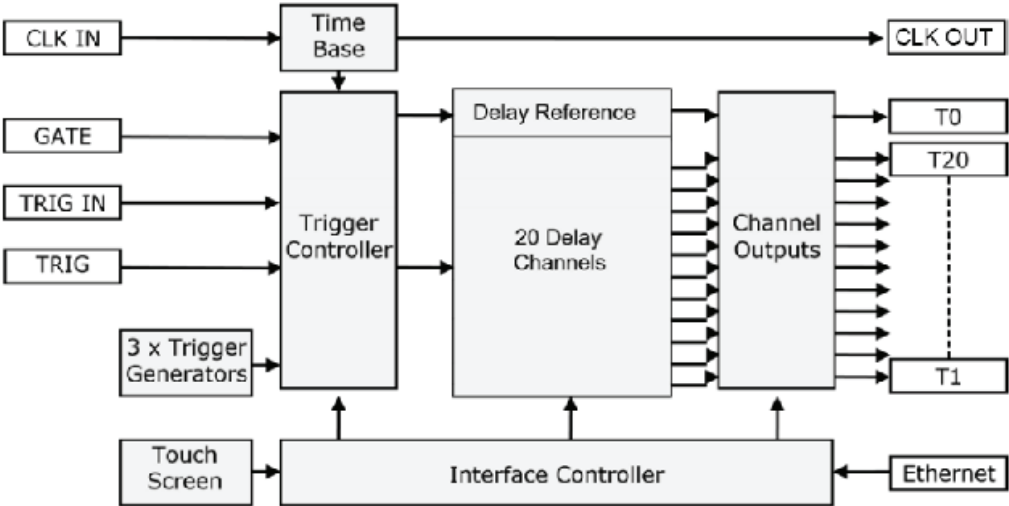 CLK IN
Time
Base
CLK OUT
GATE
TRIG IN
TRIG
3 x Trigger
Generators
Trigger
Controller
Delay Reference
20 Delay
Channels
Channel
Outputs
T0
T20
T1
Touch
Screen
Interface Controller
Ethernet